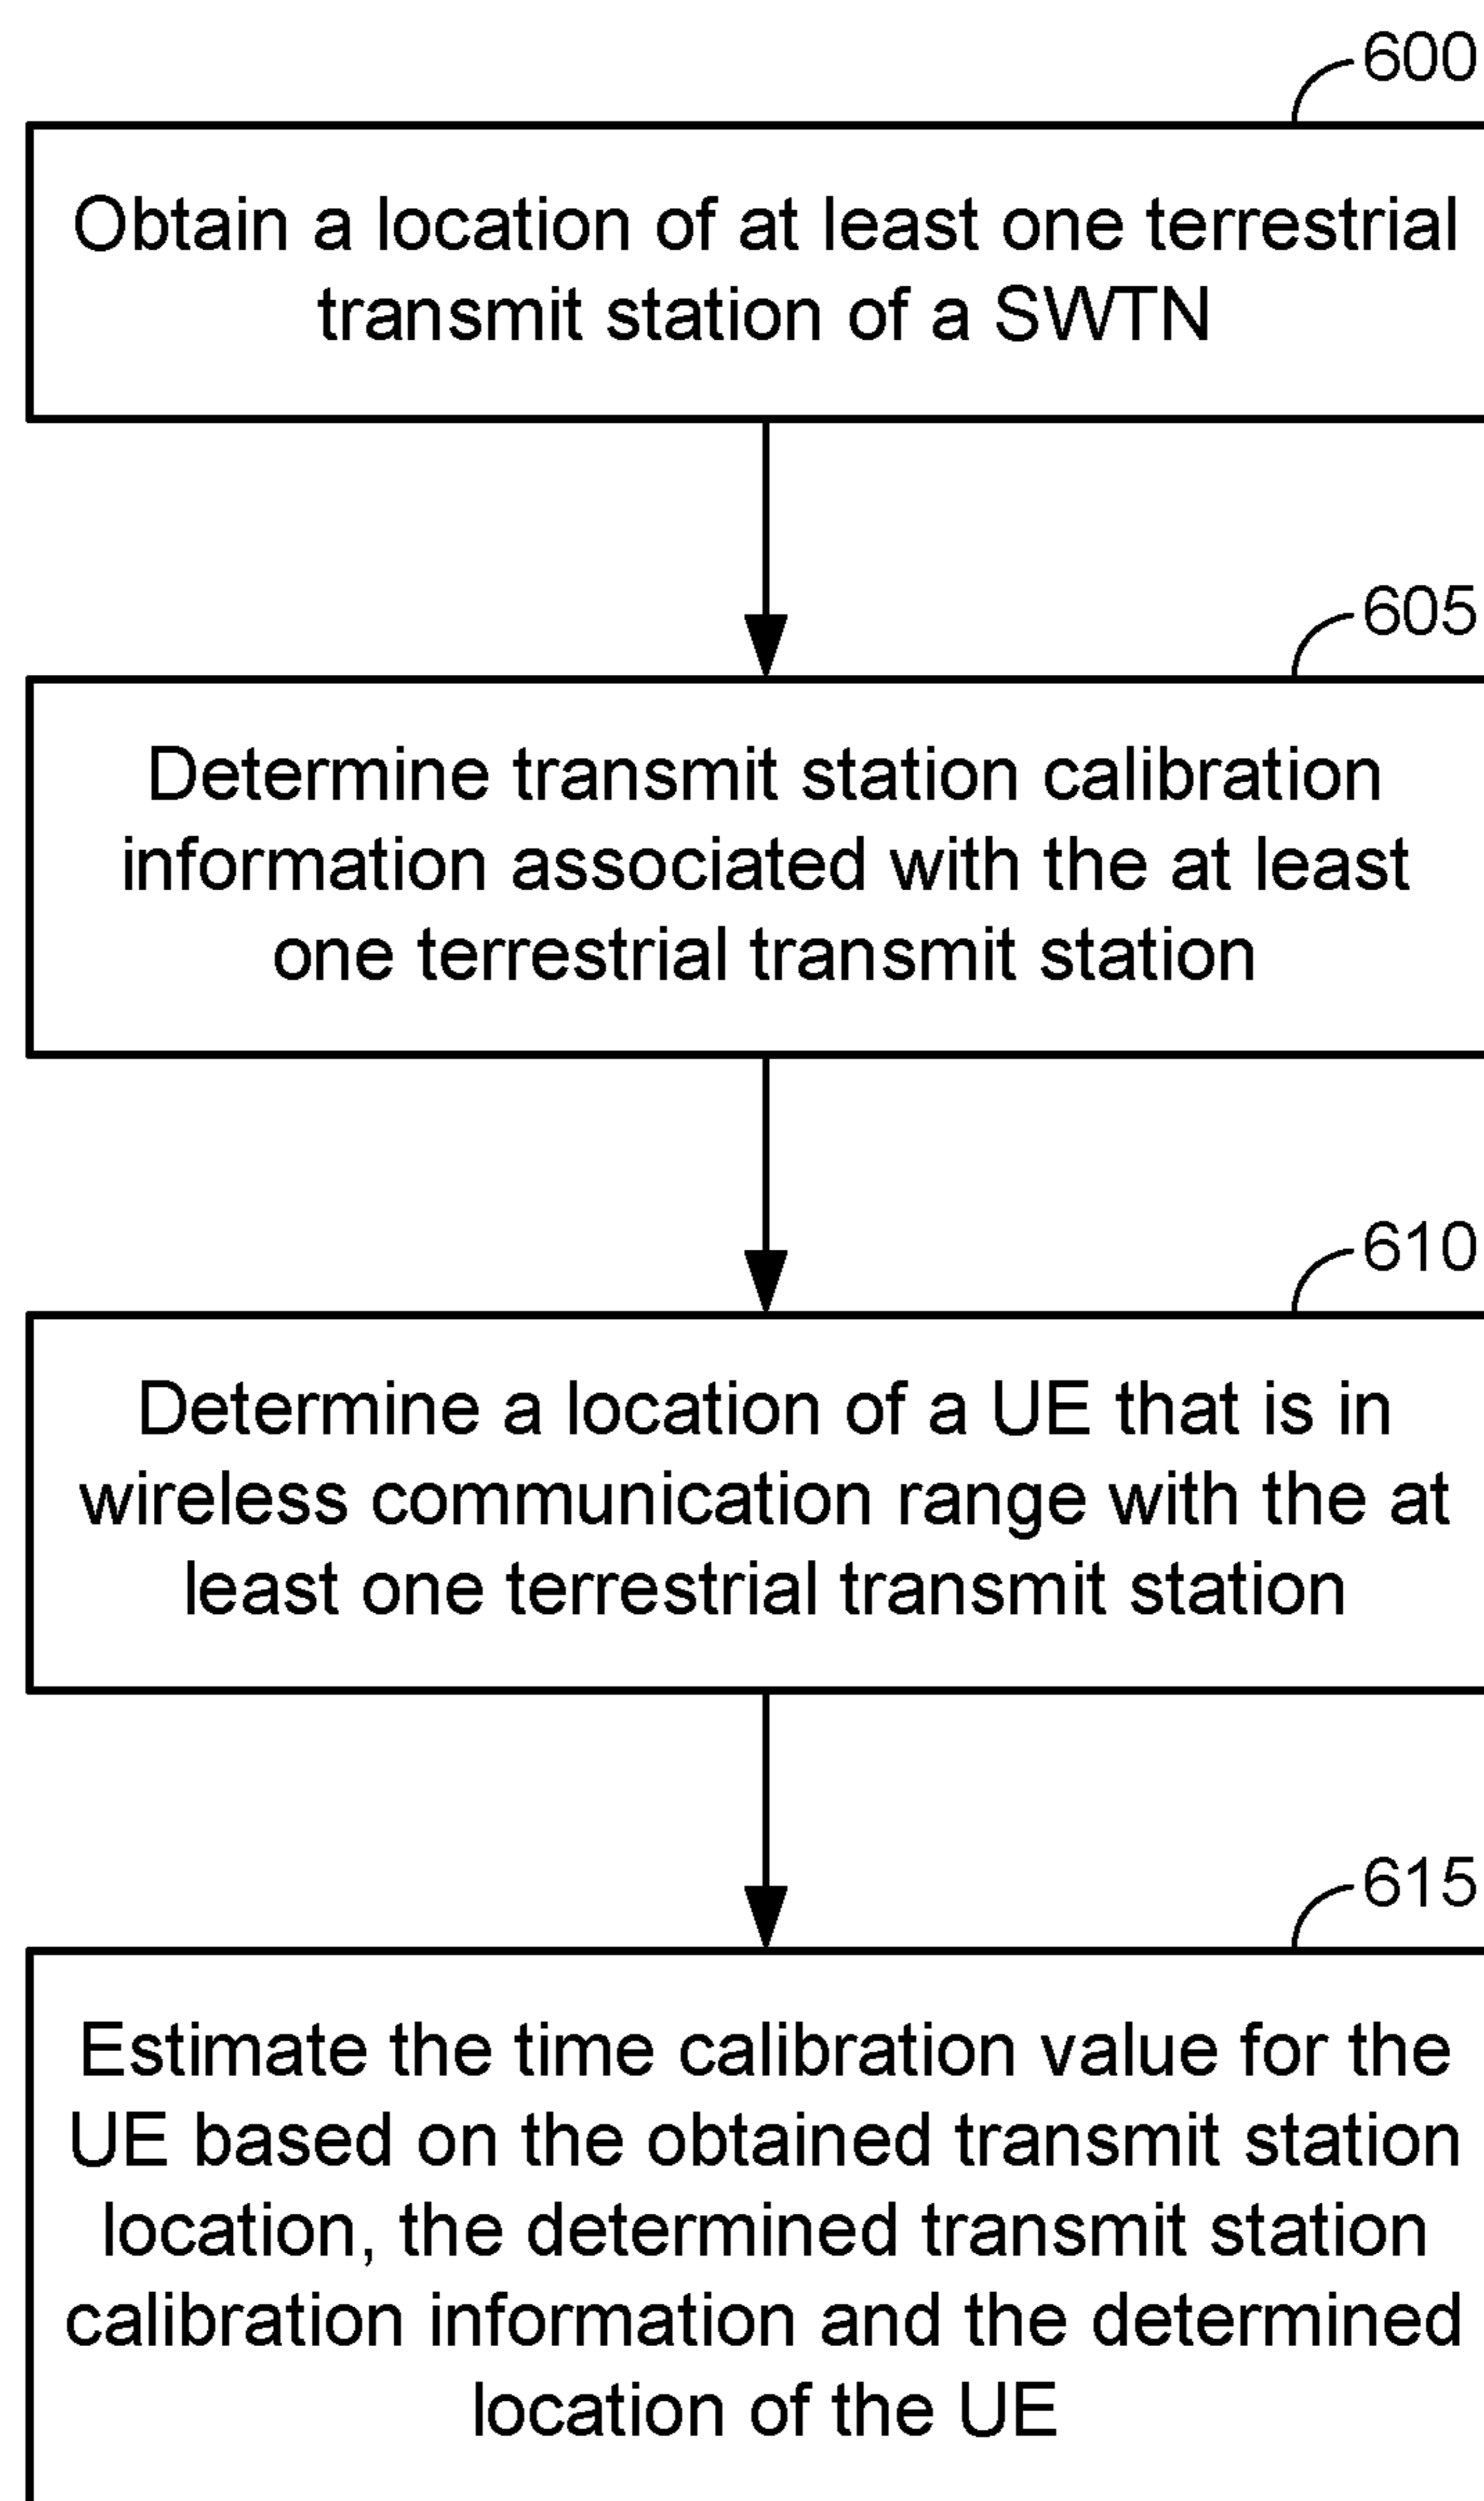 600
Obtain a location of at least one terrestrial
transmit station of a SWTN
605
Determine transmit station calibration
information associated with the at least
one terrestrial transmit station
610
Determine a location of a UE that is in
wireless communication range with the at
least one terrestrial transmit station
615
Estimate the time calibration value for the
UE based on the obtained transmit station
location, the determined transmit station
calibration information and the determined
location of the UE